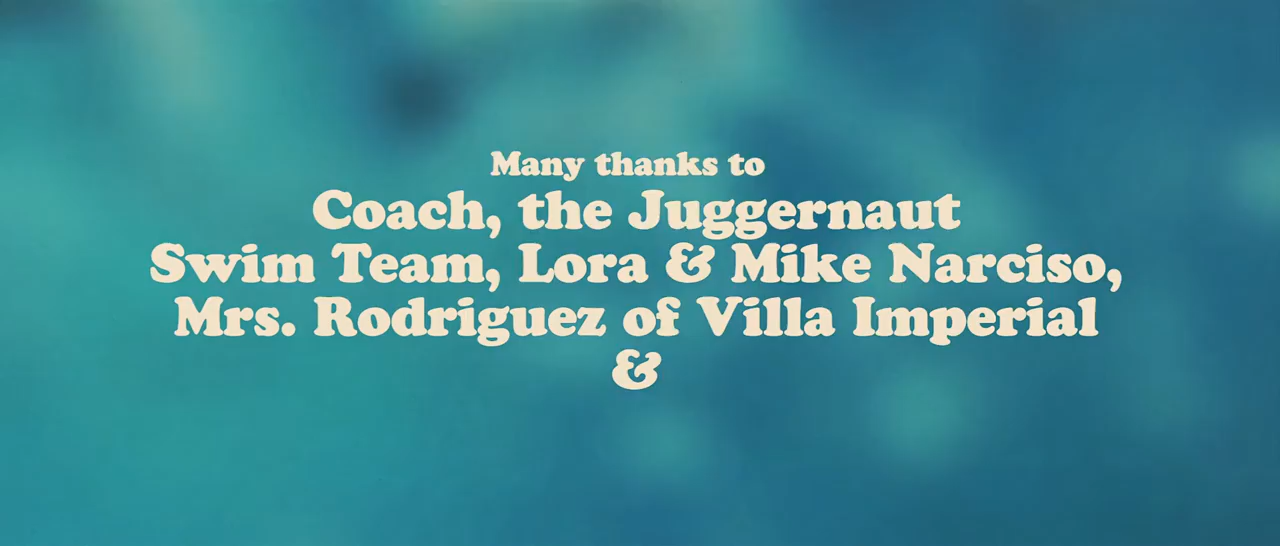 Many thanks to
Coach, the Juggernaut
Swim Team, Lora & Mike Narciso,
Mrs. Rodriguez of Villa Imperial
&